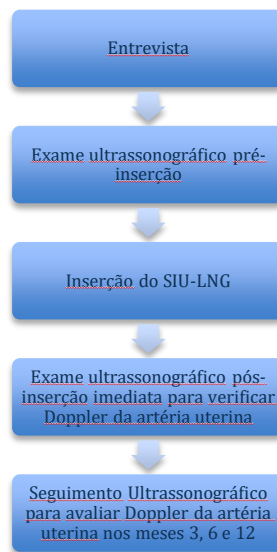 Entrevista
Exame ultrassonográfico pré-
inserção
Inserção do SIU-LNG
Exame ultrassonográfico pós-
inserção imediata para verificar
Doppler da artéria uterina
Seguimento Ultrassonográfico
para avaliar Doppler da artéria
uterina nos meses 3, 6 e 12